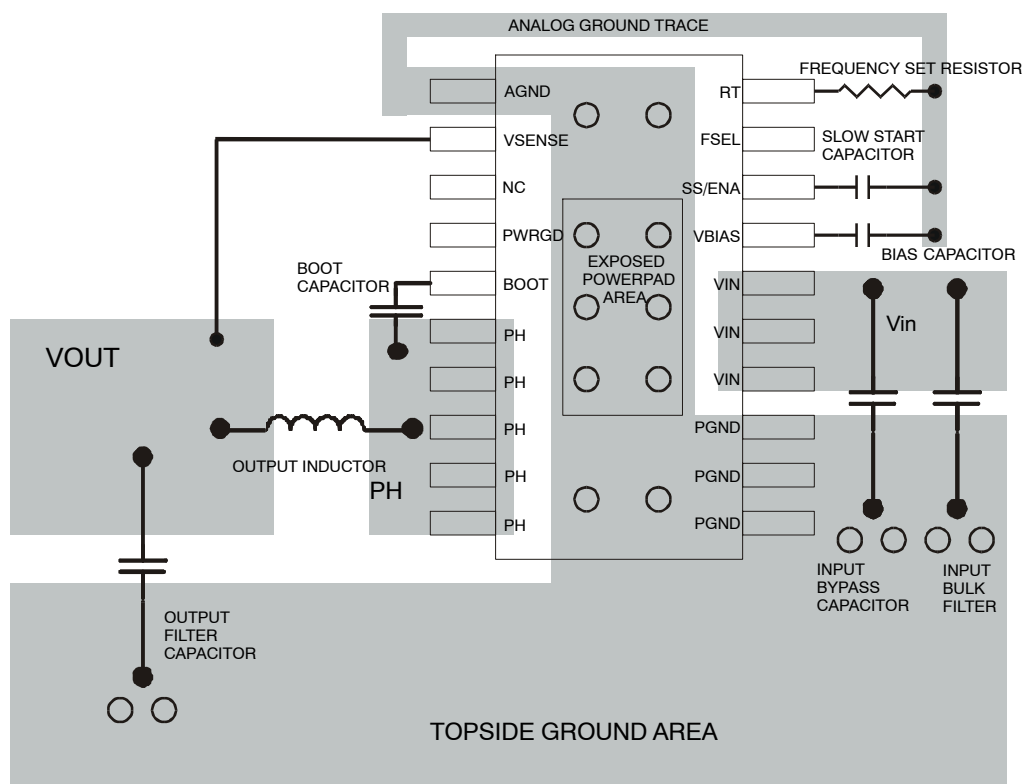 ANALOG GROUND TRACE
FREQUENCY SET RESISTOR
AGND
RT
VSENSE
FSEL
SLOW START
CAPACITOR
NC
SS/ENA
PWRGD
VBIAS
BIAS CAPACITOR
EXPOSED
POWERPAD
AREA
BOOT
CAPACITOR
BOOT
VIN
Vin
PH
VIN
VOUT
PH
VIN
PH
PGND
OUTPUT INDUCTOR
PH
PH
PGND
PH
PGND
INPUT
BYPASS
CAPACITOR
INPUT
BULK
FILTER
OUTPUT
FILTER
CAPACITOR
TOPSIDE GROUND AREA